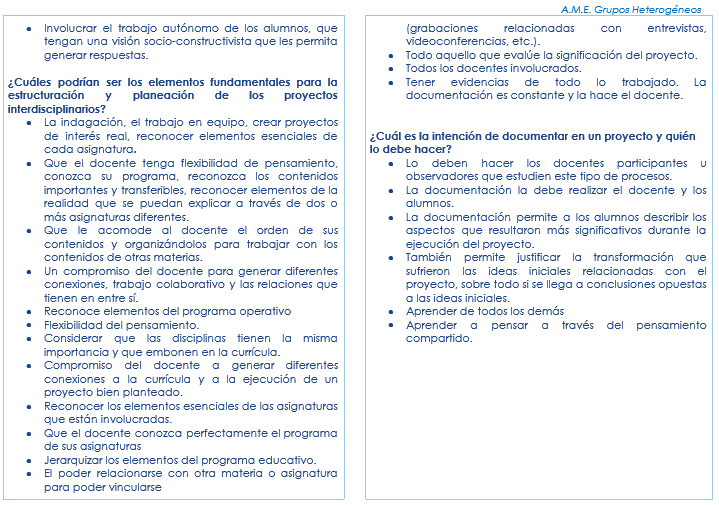 A.M.E. Grupos Heterogéneos
• Involucrar el trabajo autónomo de los alumnos, que
tengan una visión socio-constructivista que les permita
generar respuestas.
¿Cuáles podrían ser los elementos fundamentales para la
estructuración y planeación de los proyectos
interdisciplinarios?
• La indagación, el trabajo en equipo, crear proyectos
de interés real, reconocer elementos esenciales de
cada asignatura.
• Que el docente tenga flexibilidad de pensamiento,
conozca su programa, reconozca los contenidos
importantes y transferibles, reconocer elementos de la
realidad que se puedan explicar a través de dos o
más asignaturas diferentes.
• Que le acomode al docente el orden de sus
contenidos y organizándolos para trabajar con los
contenidos de otras materias.
• Un compromiso del docente para generar diferentes
conexiones, trabajo colaborativo y las relaciones que
tienen en entre sí.
• Reconoce elementos del programa operativo
• Flexibilidad del pensamiento.
• Considerar que las disciplinas tienen la misma
importancia y que embonen en la currícula.
• Compromiso del docente a generar diferentes
conexiones a la currícula y a la ejecución de un
proyecto bien planteado.
• Reconocer los elementos esenciales de las asignaturas
que están involucradas.
• Que el docente conozca perfectamente el programa
de sus asignaturas
• Jerarquizar los elementos del programa educativo.
• El poder relacionarse con otra materia o asignatura
para poder vincularse
(grabaciones relacionadas con entrevistas,
videoconferencias, etc.).
• Todo aquello que evalúe la significación del proyecto.
• Todos los docentes involucrados.
• Tener evidencias de todo lo trabajado. La
documentación es constante y la hace el docente.
¿Cuál es la intención de documentar en un proyecto y quién
lo debe hacer?
• Lo deben hacer los docentes participantes u
observadores que estudien este tipo de procesos.
• La documentación la debe realizar el docente y los
alumnos.
• La documentación permite a los alumnos describir los
aspectos que resultaron más significativos durante la
ejecución del proyecto.
• También permite justificar la transformación que
sufrieron las ideas iniciales relacionadas con el
proyecto, sobre todo si se llega a conclusiones opuestas
a las ideas iniciales.
• Aprender de todos los demás
• Aprender a pensar a través del pensamiento
compartido.